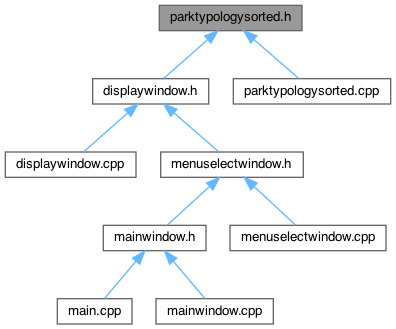 parktypologysorted.h
displaywindow.h
parktypologysorted.cpp
displaywindow.cpp
menuselectwindow.h
mainwindow.h
menuselectwindow.cpp
main.cpp
mainwindow.cpp